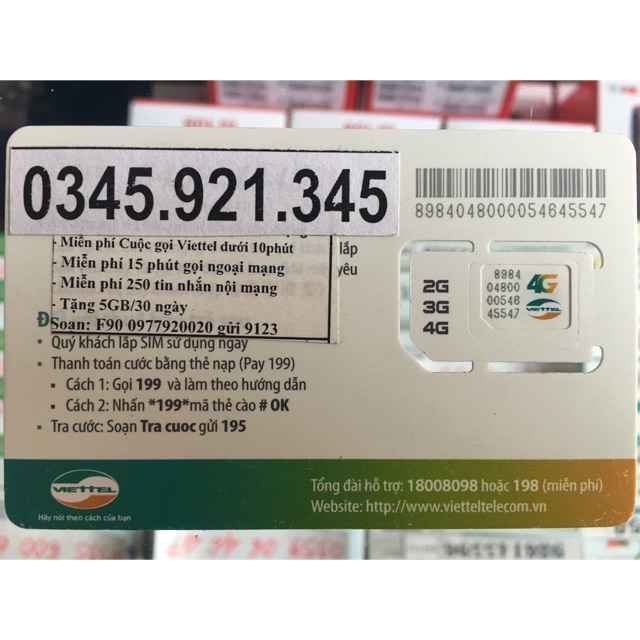 0345.921.345
8984048000054645547
- Miễn phí Cuộc gọi Viettel dưới 10phút
lắp
- Miễn phí 15 phút gọi ngoại mạng
yêu
- Miễn phí 250 tin nhắn nội mạng
- Tặng 5GB/30 ngày
Soạn: F90 0977920020 gửi 9123
2G
3G
4G
8984
04800
00546
45547
4G
VIETTEL
▪ Quý khách lắp SIM sử dụng ngay
▪ Thanh toán cước bằng thẻ nạp (Pay 199)
▪ Cách 1: Gọi 199 và làm theo hướng dẫn
▪ Cách 2: Nhấn *199*mã thẻ cào # OK
▪ Tra cước: Soạn Tra cuoc gửi 195
VIETTEL
Hãy nói theo cách của bạn
Tổng đài hỗ trợ: 18008098 hoặc 198 (miễn phí)
Website: http://www.vietteltelecom.vn